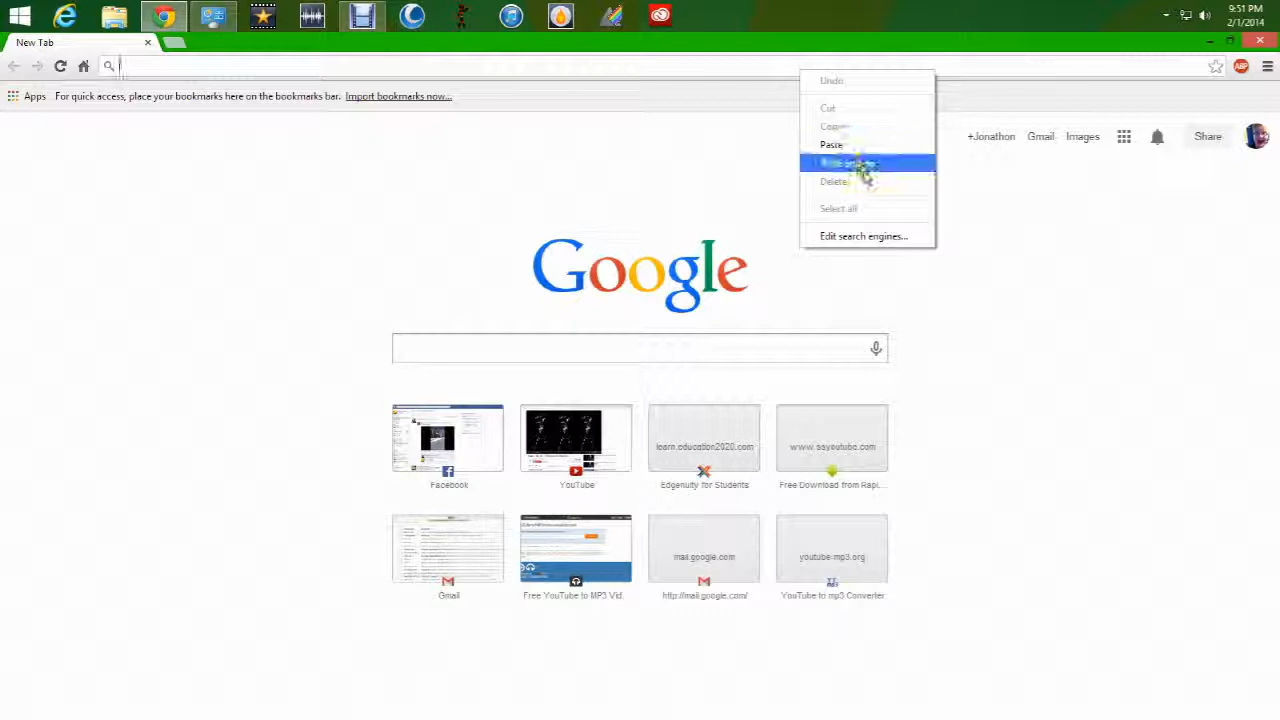 9:51 PM
2/1/2014
New Tab
Apps For quick access, place your bookmarks here on the bookmarks bar. Import bookmarks now...
ABP
Undo
Cut
Copy
Paste
Delete
Select all
Edit search engines...
+Jonathon Gmail Images Share
Google
learn.education2020.com www.ssyoutube.com
Facebook YouTube Edgenuity for Students Free Download from Rapi...
mail.google.com youtube-mp3.org
Gmail Free YouTube to MP3 Vid... http://mail.google.com/ YouTube to mp3 Converter